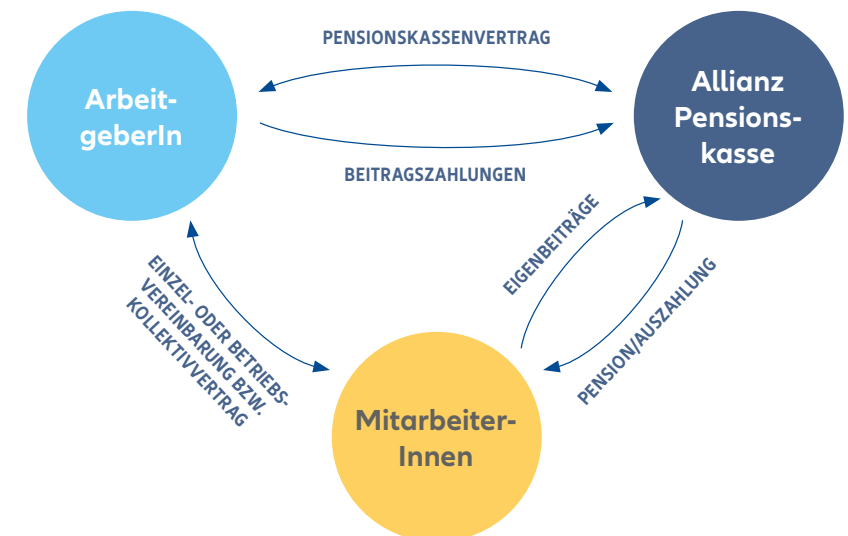 PENSIONSKASSENVERTRAG
Arbeit-
geberIn
Allianz
Pensions-
kasse
BEITRAGSZAHLUNGEN
EIGENBEITRÄGE
PENSION/AUSZAHLUNG
EINZEL- ODER BETRIEBS-
VEREINBARUNG BZW.
KOLLEKTIVVERTRAG
Mitarbeiter-
Innen